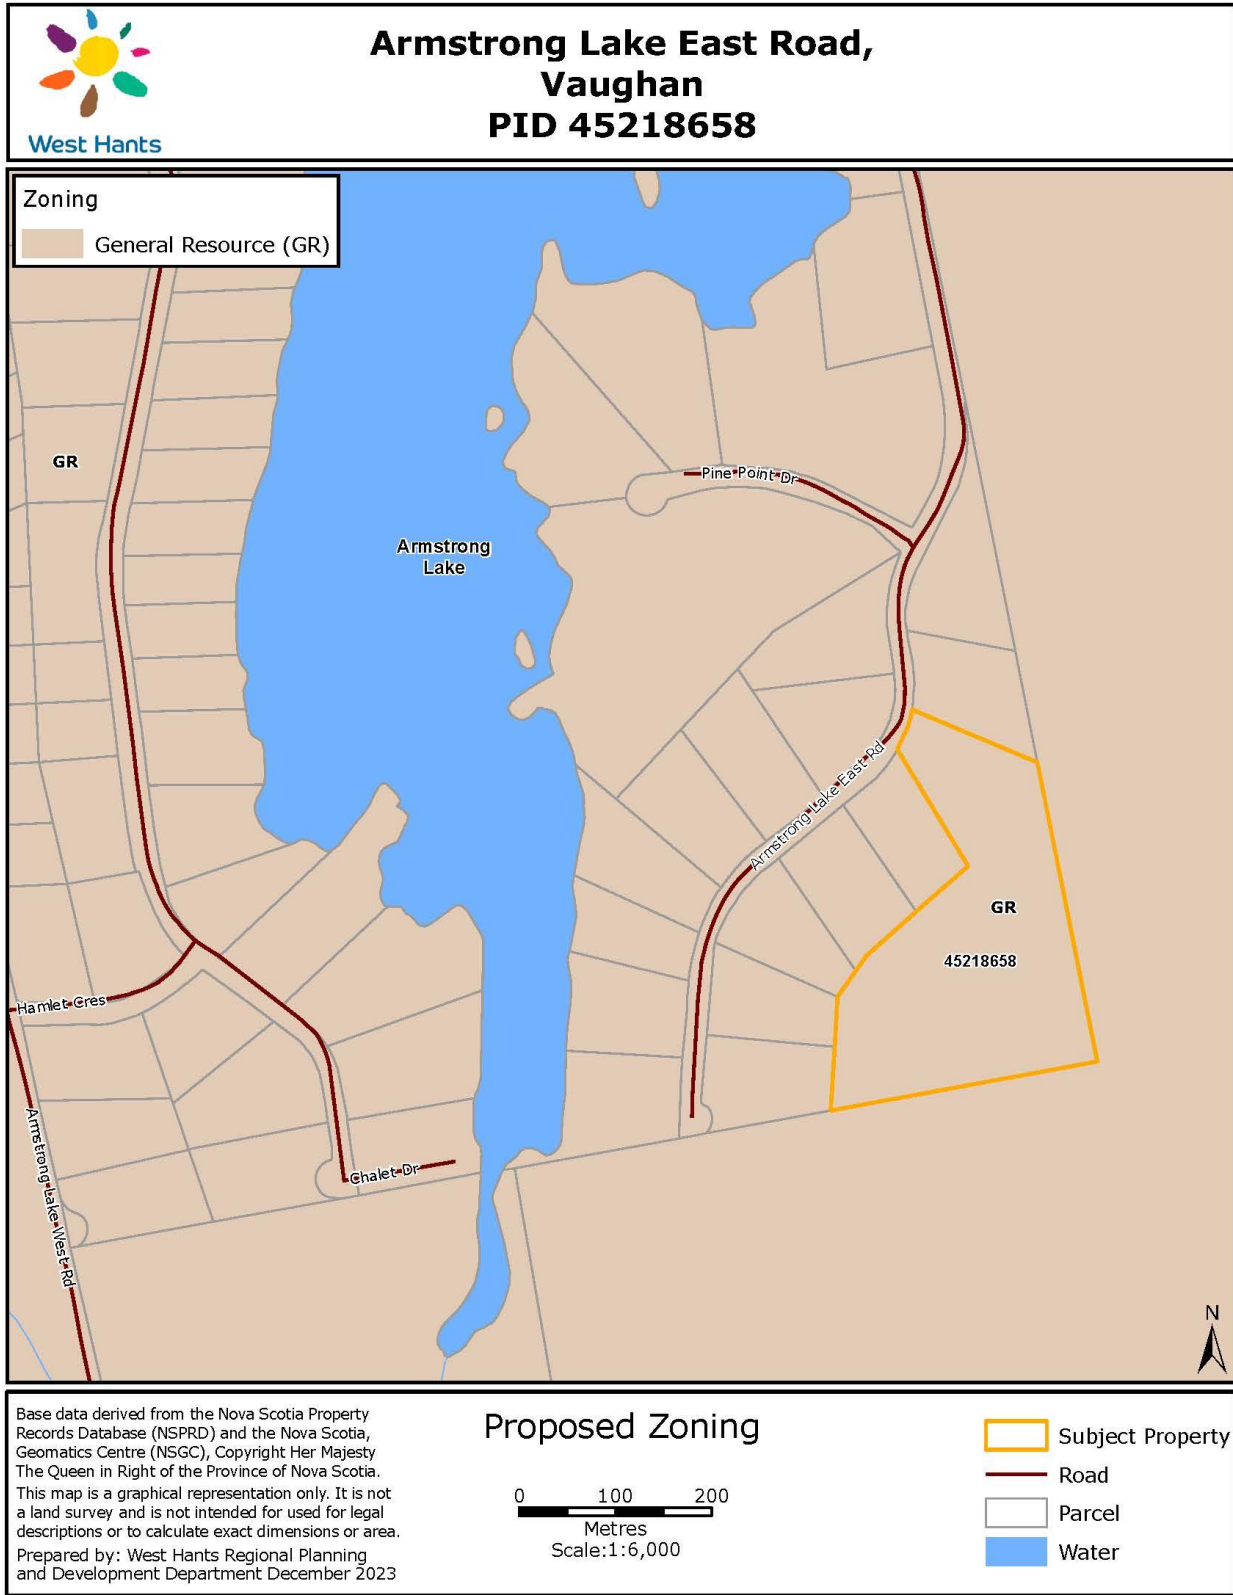 West Hants
Armstrong Lake East Road,
Vaughan
PID 45218658
Zoning
General Resource (GR)
GR
Armstrong
Lake
Pine Point Dr
Armstrong Lake East Rd
GR
45218658
Hamlet Cres
Armstrong Lake West Rd
Chalet Dr
N
Base data derived from the Nova Scotia Property
Records Database (NSPRD) and the Nova Scotia,
Geomatics Centre (NSGC), Copyright Her Majesty
The Queen in Right of the Province of Nova Scotia.
This map is a graphical representation only. It is not
a land survey and is not intended for used for legal
descriptions or to calculate exact dimensions or area.
Prepared by: West Hants Regional Planning
and Development Department December 2023
Proposed Zoning
0 100 200
Metres
Scale:1:6,000
Subject Property
Road
Parcel
Water